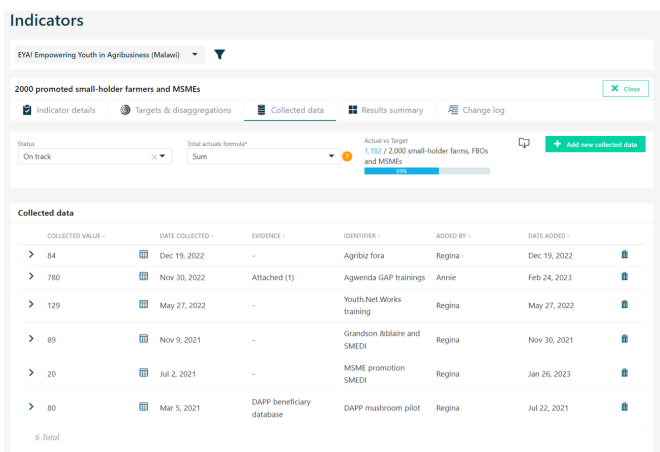 Indicators
EYA! Empowering Youth in Agribusiness (Malawi)
2000 promoted small-holder farmers and MSMEs
Close
Indicator details
Targets & disaggregations
Collected data
Results summary
Change log
Status
On track
Total actuals formula*
Sum
Actual vs Target
1,182 / 2,000 small-holder farms, FBOs
and MSMEs
59%
Add new collected data
Collected data
COLLECTED VALUE DATE COLLECTED EVIDENCE IDENTIFIER ADDED BY DATE ADDED
84 Dec 19, 2022 - Agribiz fora Regina Dec 19, 2022
780 Nov 30, 2022 Attached (1) Agwenda GAP trainings Annie Feb 24, 2023
129 May 27, 2022 - Youth.Net.Works Regina May 27, 2022
training
89 Nov 9, 2021 - Grandson &blaire and Regina Nov 30, 2021
SMEDI
20 Jul 2, 2021 - MSME promotion Regina Jan 26, 2023
SMEDI
80 Mar 5, 2021 DAPP beneficiary DAPP mushroom pilot Regina Jul 22, 2021
database
6 Total